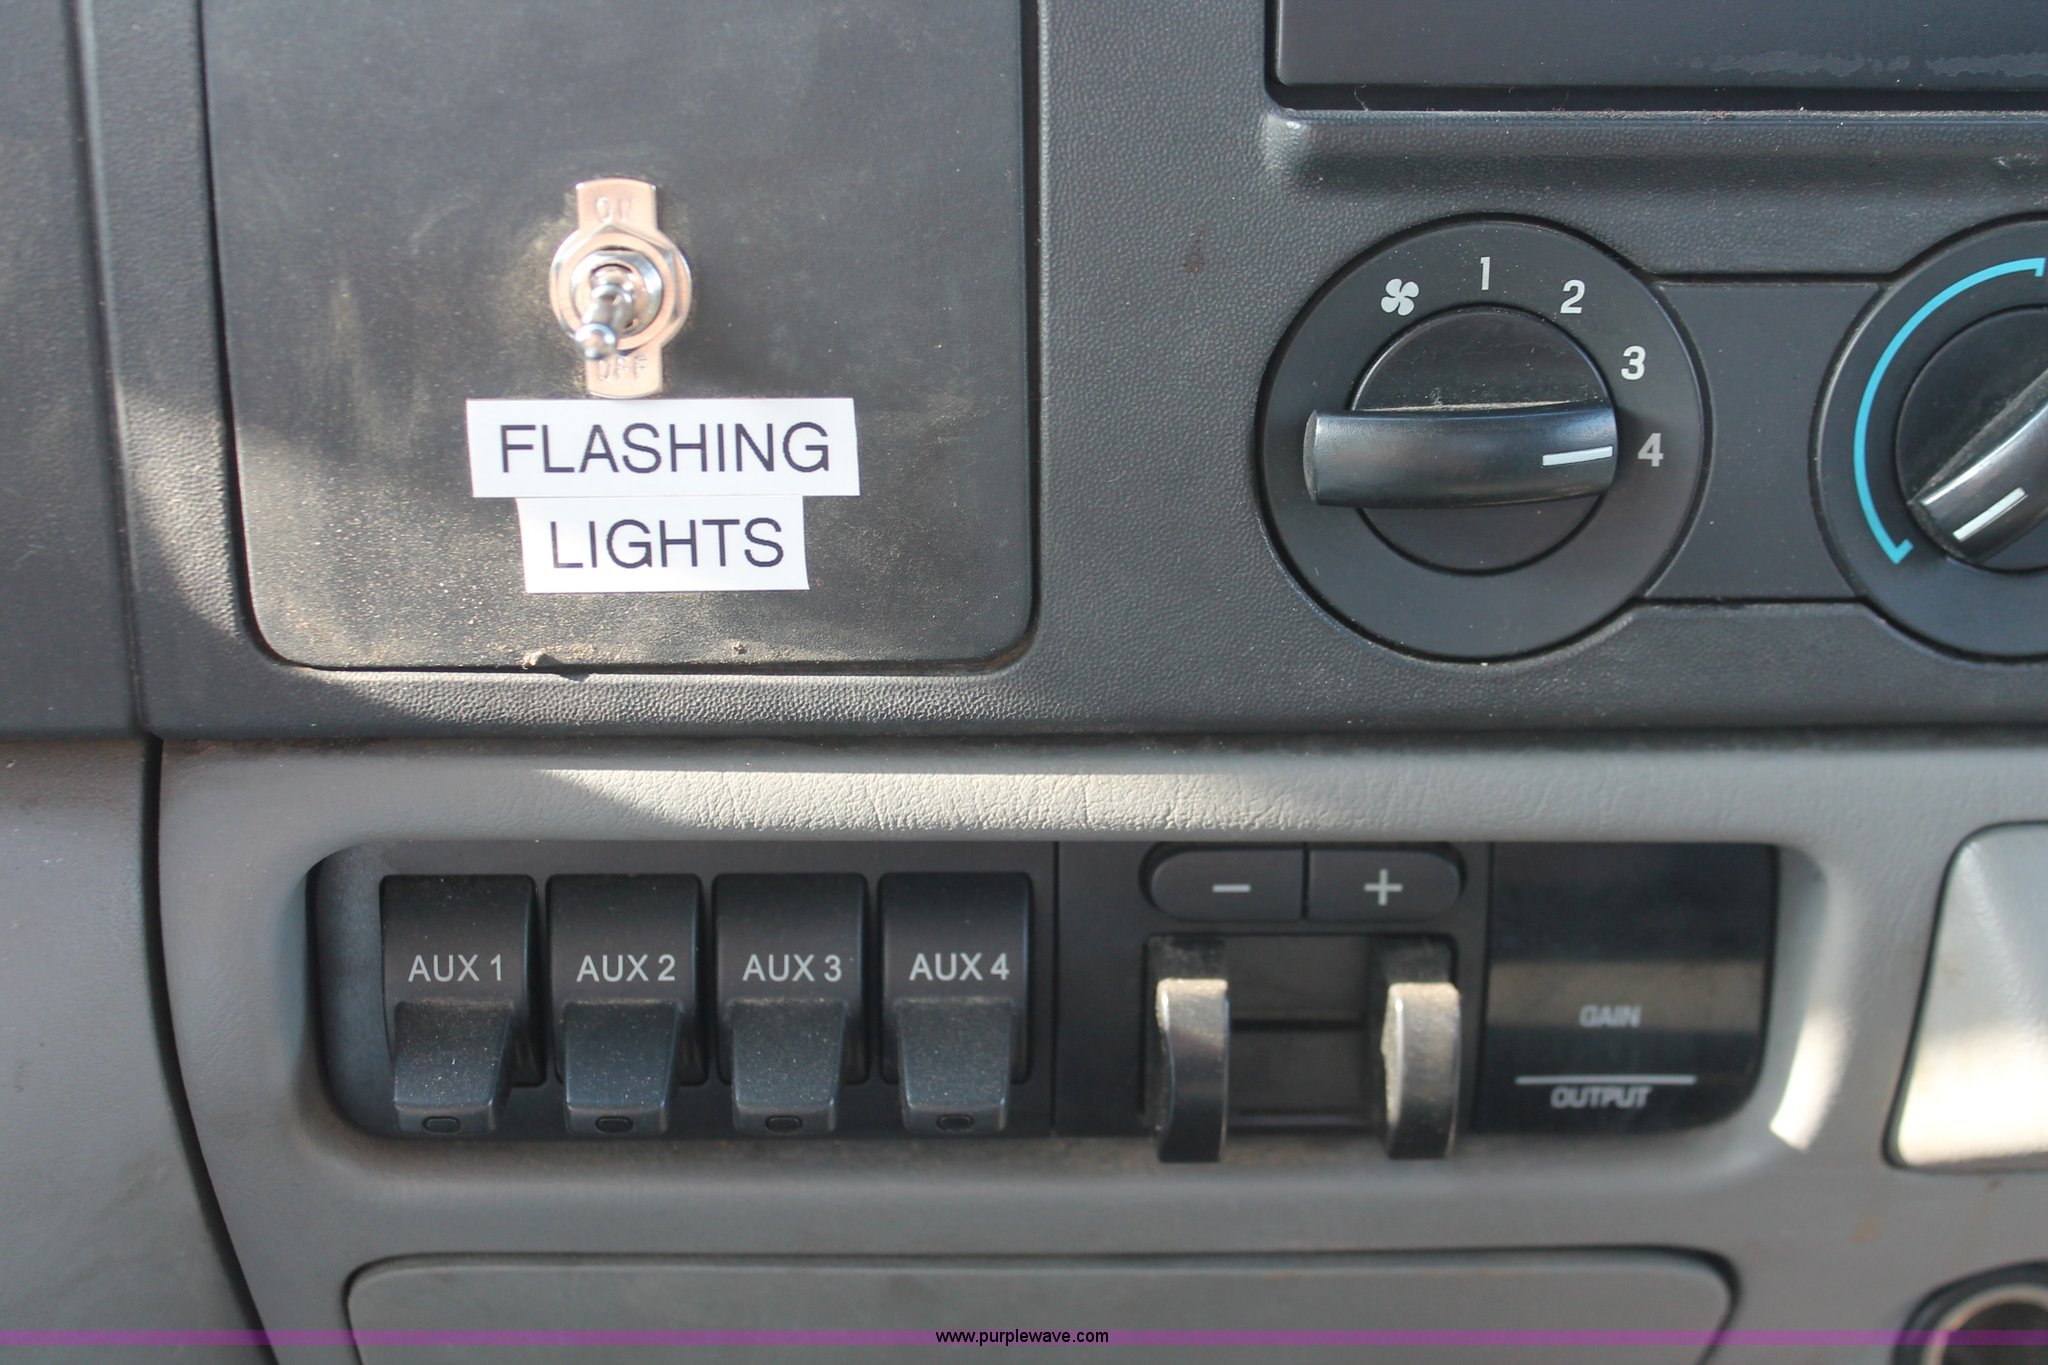 ON
OFF
FLASHING
LIGHTS
1
2
3
4
AUX 1
AUX 2
AUX 3
AUX 4
− +
GAIN
OUTPUT
www.purplewave.com